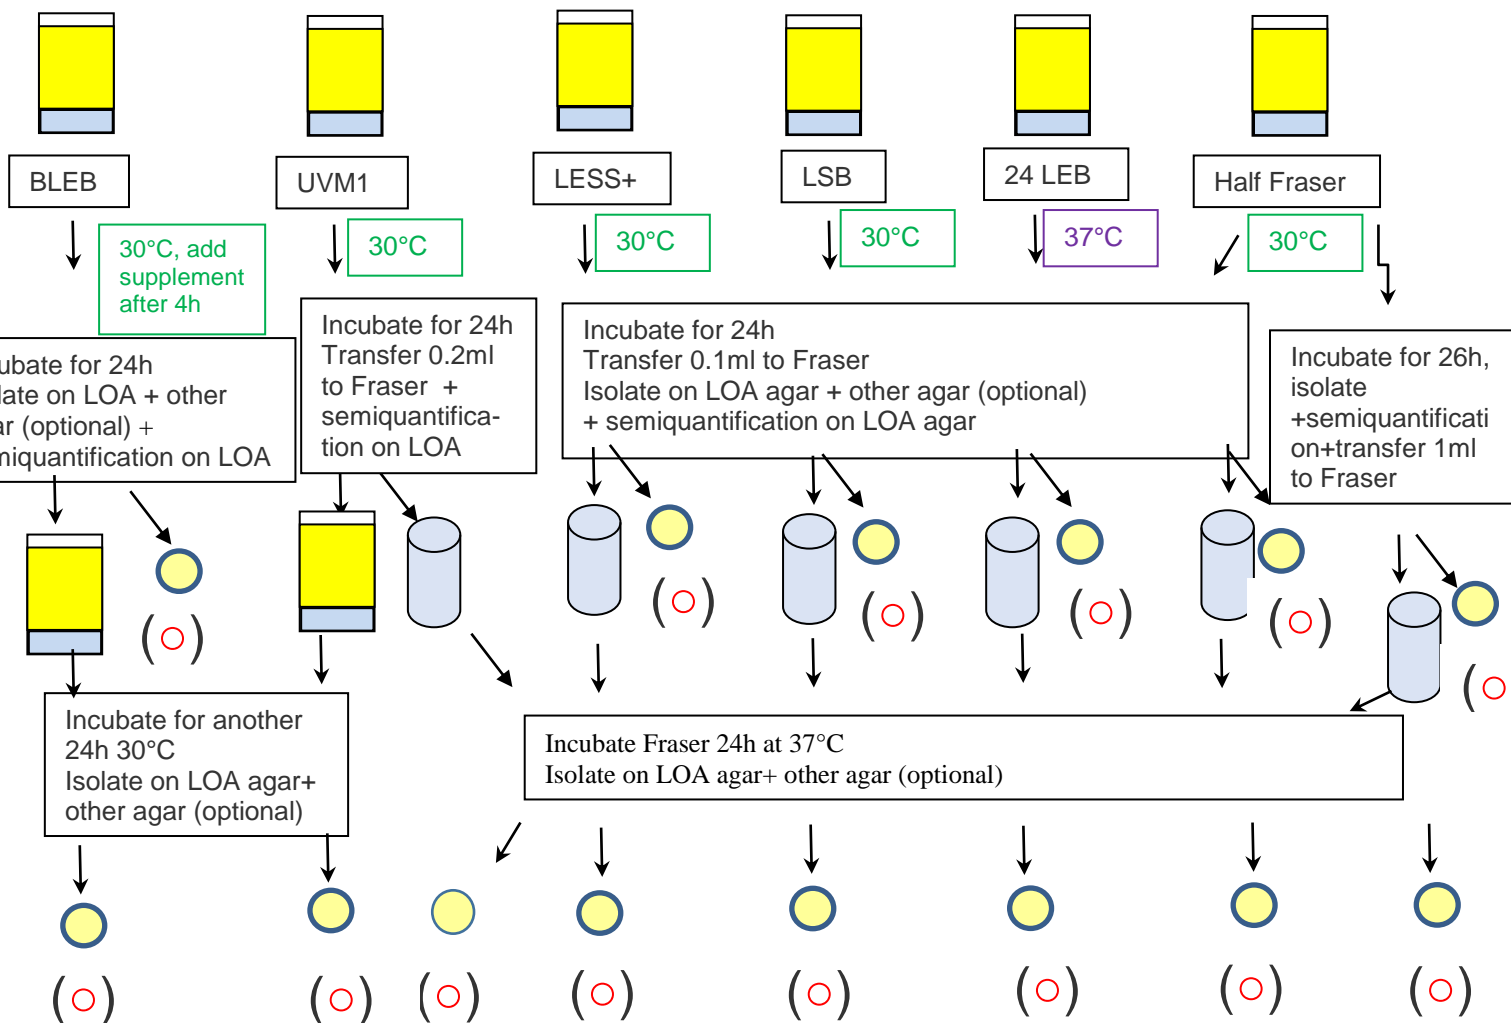 BLEB
UVM1
LESS+
LSB
24 LEB
Half Fraser
30°C, add
supplement
after 4h
30°C
30°C
30°C
37°C
30°C
for 24h
on LOA + other
(optional) +
on LOA
Incubate for 24h
Transfer 0.2ml
to Fraser +
semiquantifica-
tion on LOA
Incubate for 24h
Transfer 0.1ml to Fraser
Isolate on LOA agar + other agar (optional)
+ semiquantification on LOA agar
Incubate for 26h,
isolate
+semiquantificati
on+transfer 1ml
to Fraser
Incubate for another
24h 30°C
Isolate on LOA agar+
other agar (optional)
Incubate Fraser 24h at 37°C
Isolate on LOA agar+ other agar (optional)